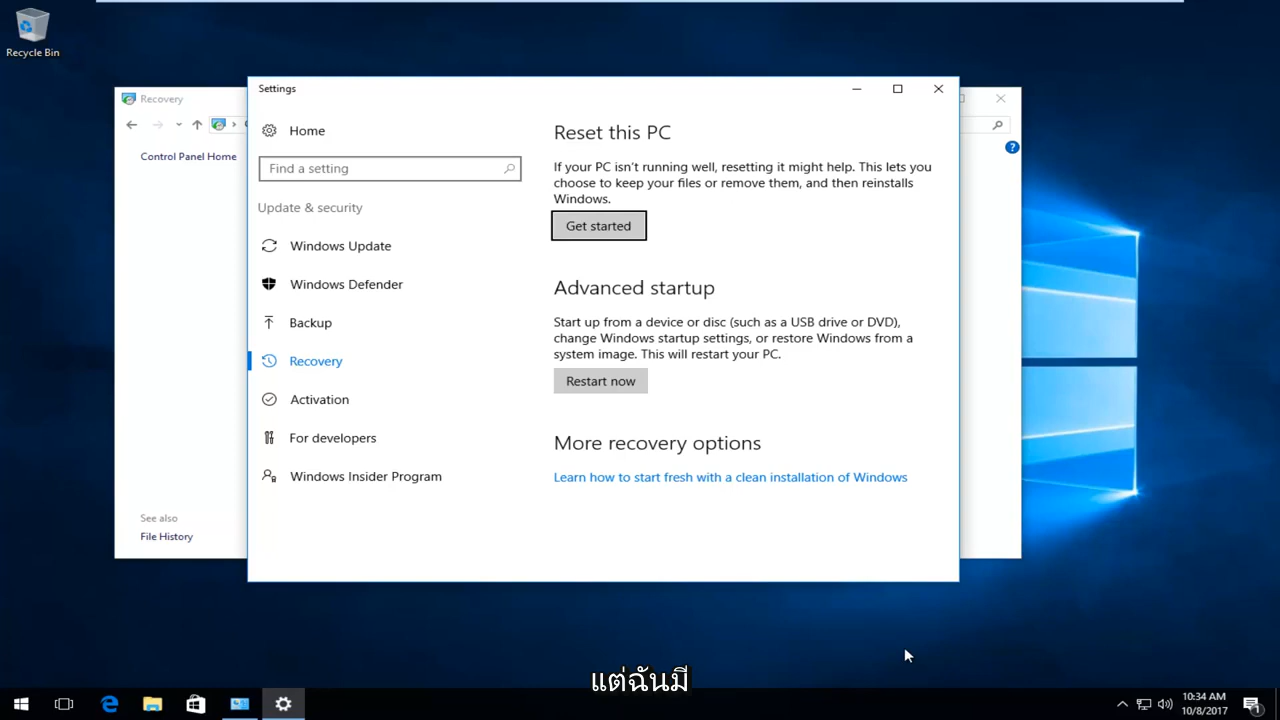 Recycle Bin
Recovery
Control Panel Home
See also
File History
Settings
Home
Find a setting
Update & security
Windows Update
Windows Defender
Backup
Recovery
Activation
For developers
Windows Insider Program
Reset this PC
If your PC isn't running well, resetting it might help. This lets you
choose to keep your files or remove them, and then reinstalls
Windows.
Get started
Advanced startup
Start up from a device or disc (such as a USB drive or DVD),
change Windows startup settings, or restore Windows from a
system image. This will restart your PC.
Restart now
More recovery options
Learn how to start fresh with a clean installation of Windows
แต่ฉันมี
10:34 AM
10/8/2017
1